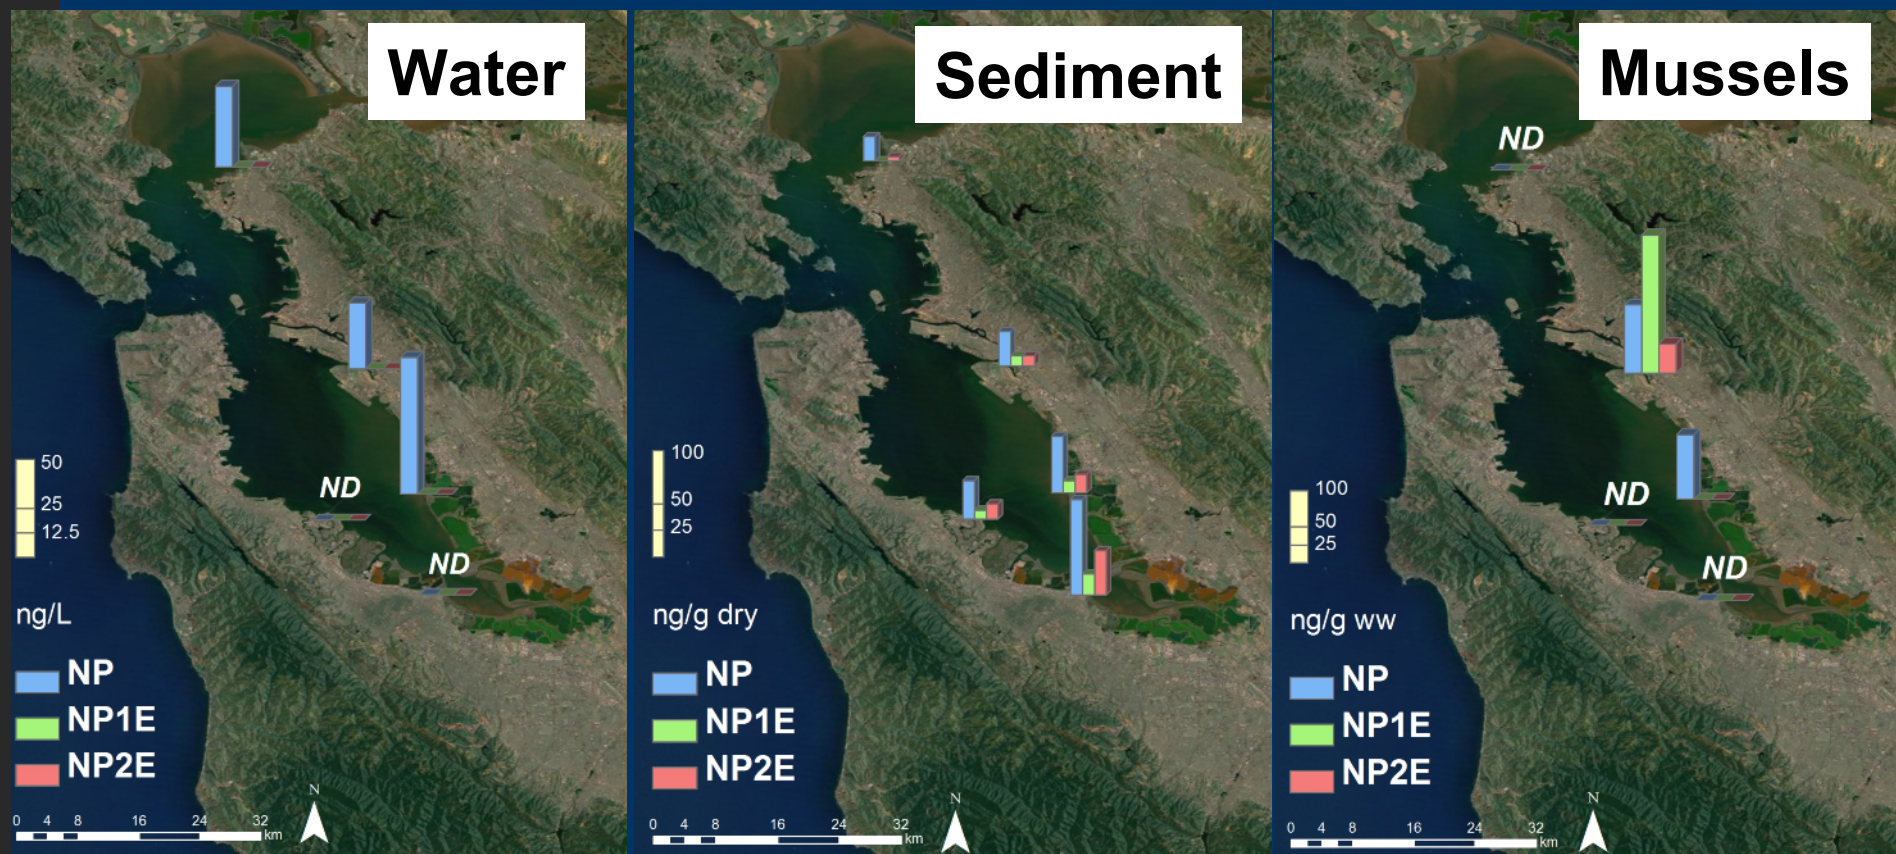 Water
ND
ND
50
25
12.5
ng/L
NP
NP1E
NP2E
N
0 4 8 16 24 32
km
Sediment
100
50
25
ng/g dry
NP
NP1E
NP2E
N
0 4 8 16 24 32
km
Mussels
ND
ND
ND
100
50
25
ng/g ww
NP
NP1E
NP2E
N
0 4 8 16 24 32
km